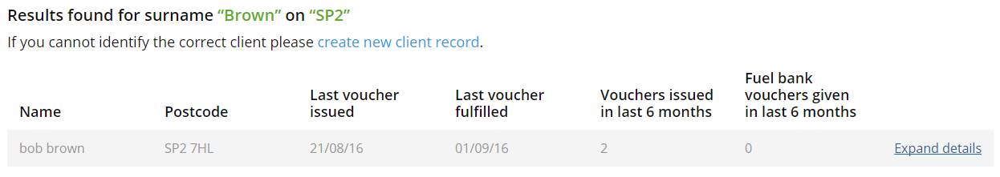 Results found for surname “Brown” on “SP2”
If you cannot identify the correct client please create new client record.
Name Postcode Last voucher issued Last voucher fulfilled Vouchers issued in last 6 months Fuel bank vouchers given in last 6 months
bob brown SP2 7HL 21/08/16 01/09/16 2 0 Expand details